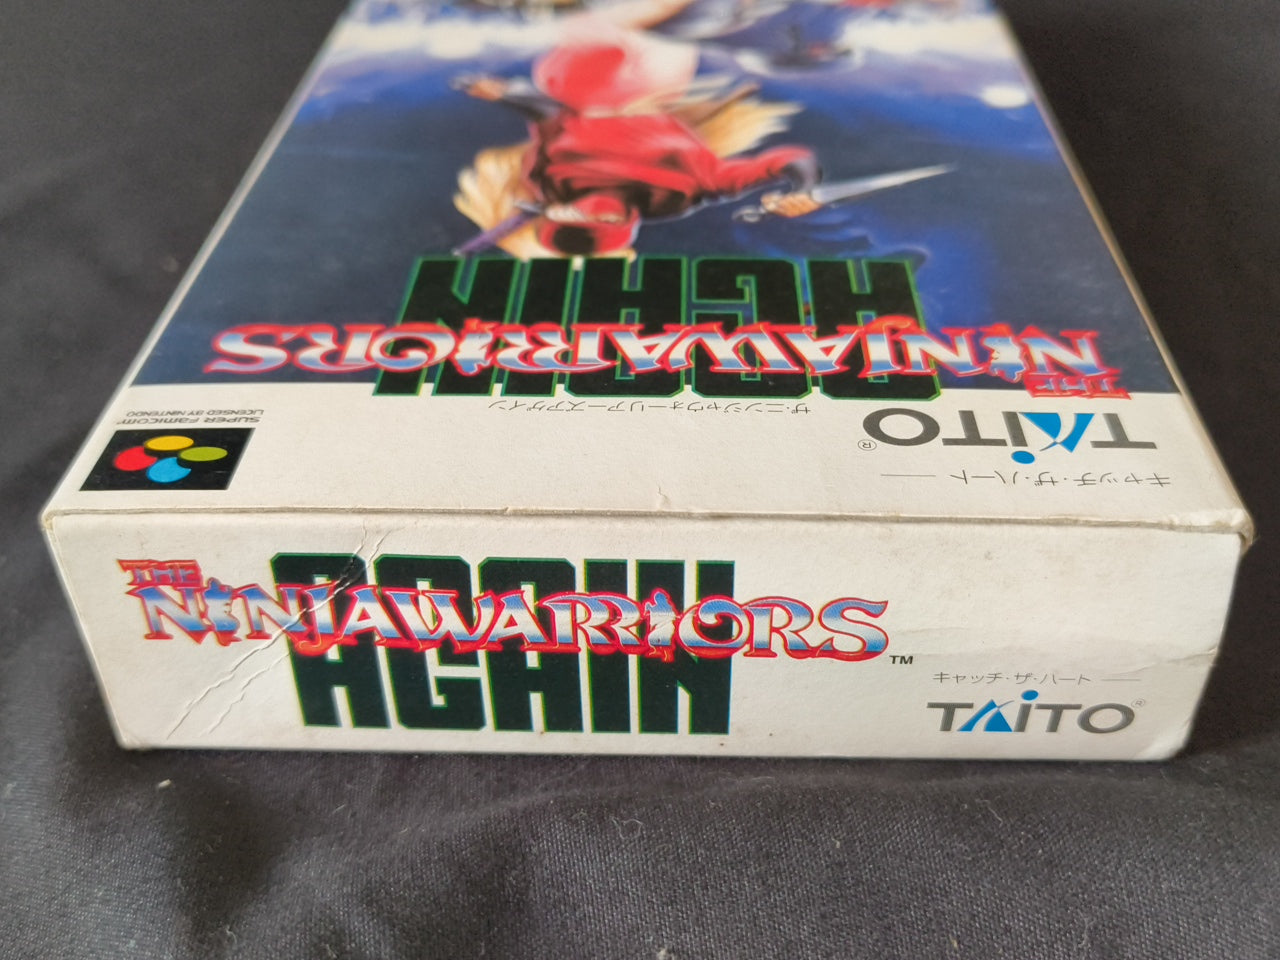 キャッチ・ザ・ハート
TAITO®
ザ・ニンジャウォーリアーズアゲイン
SUPER FAMICOM
LICENSED BY NINTENDO
THE
NINJAWARRIORS
AGAIN
THE
NINJAWARRIORS
AGAIN
TM
キャッチ・ザ・ハート
TAITO®